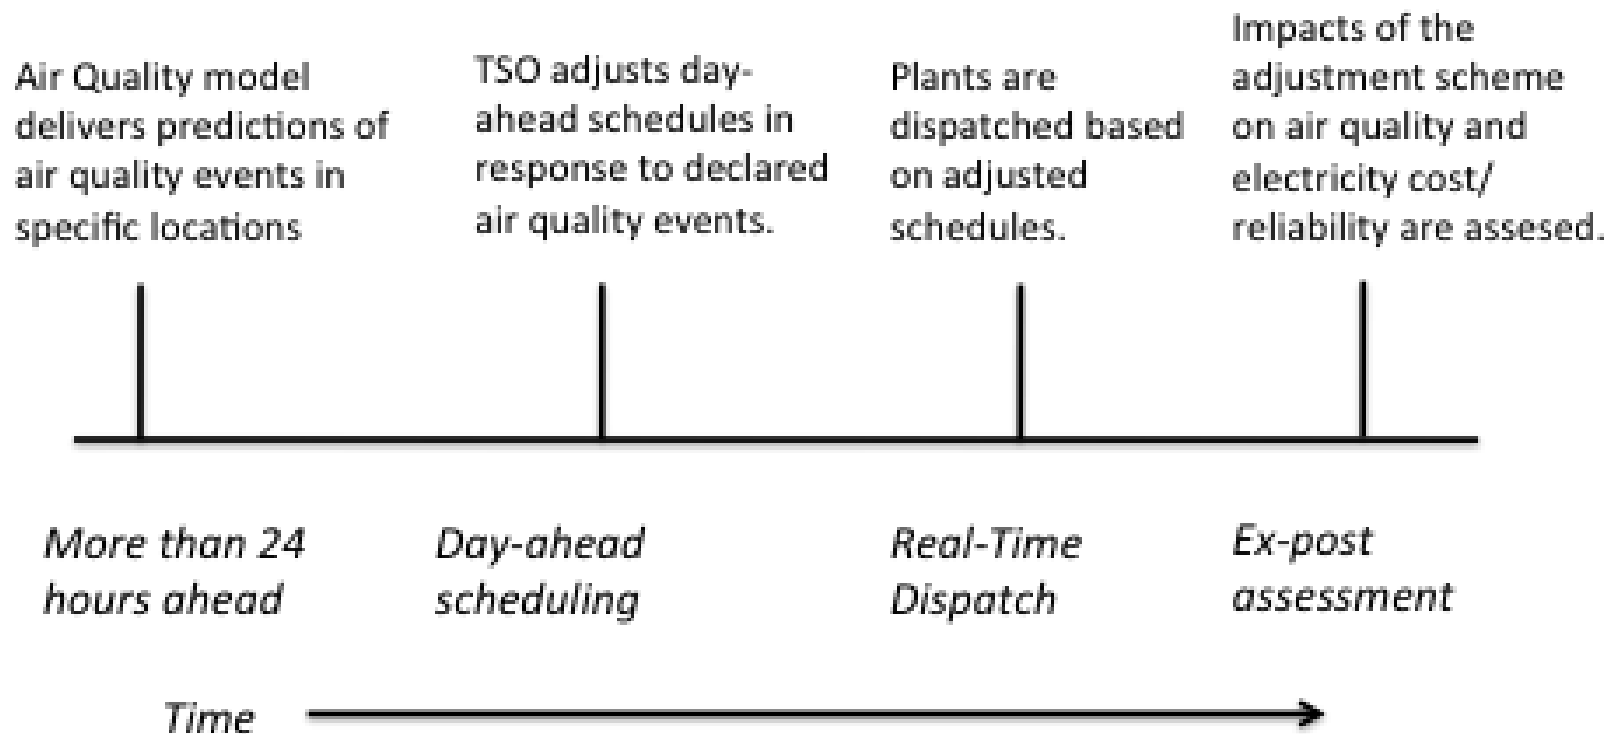 Air Quality model
delivers predictions of
air quality events in
specific locations
TSO adjusts day-
ahead schedules in
response to declared
air quality events.
Plants are
dispatched based
on adjusted
schedules.
Impacts of the
adjustment scheme
on air quality and
electricity cost/
reliability are assesed.
More than 24
hours ahead
Day-ahead
scheduling
Real-Time
Dispatch
Ex-post
assessment
Time